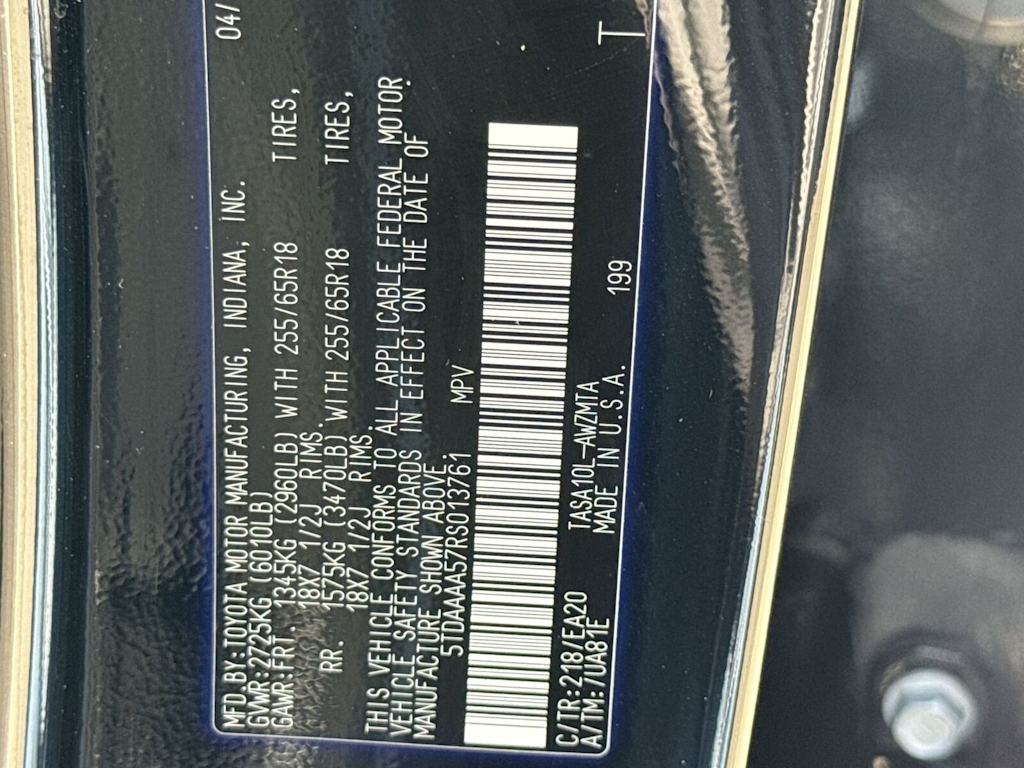 MFD.BY:TOYOTA MOTOR MANUFACTURING, INDIANA, INC. 04/
GVWR:2725KG (6010LB)
GAWR:FRT. 1345KG (2960LB) WITH 255/65R18 TIRES,
18X7 1/2J RIMS.
RR. 1575KG (3470LB) WITH 255/65R18 TIRES,
18X7 1/2J RIMS.
THIS VEHICLE CONFORMS TO ALL APPLICABLE FEDERAL MOTOR
VEHICLE SAFETY STANDARDS IN EFFECT ON THE DATE OF
MANUFACTURE SHOWN ABOVE.
5TDAAAA57RS013761 MPV
C/TR:218/EA20 TASA10L-AWZMTA
A/TM:/UA81E MADE IN U.S.A. 199 T